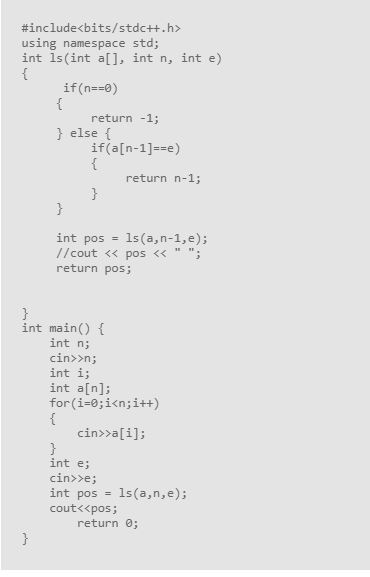 #include<bits/stdc++.h>
using namespace std;
int ls(int a[], int n, int e)
{
      if(n==0)
     {
          return -1;
     } else {
          if(a[n-1]==e)
          {
               return n-1;
          }
     }

     int pos = ls(a,n-1,e);
     //cout << pos << " ";
     return pos;


}
int main() {
    int n;
    cin>>n;
    int i;
    int a[n];
    for(i=0;i<n;i++)
    {
        cin>>a[i];
    }
    int e;
    cin>>e;
    int pos = ls(a,n,e);
    cout<<pos;
        return 0;
}